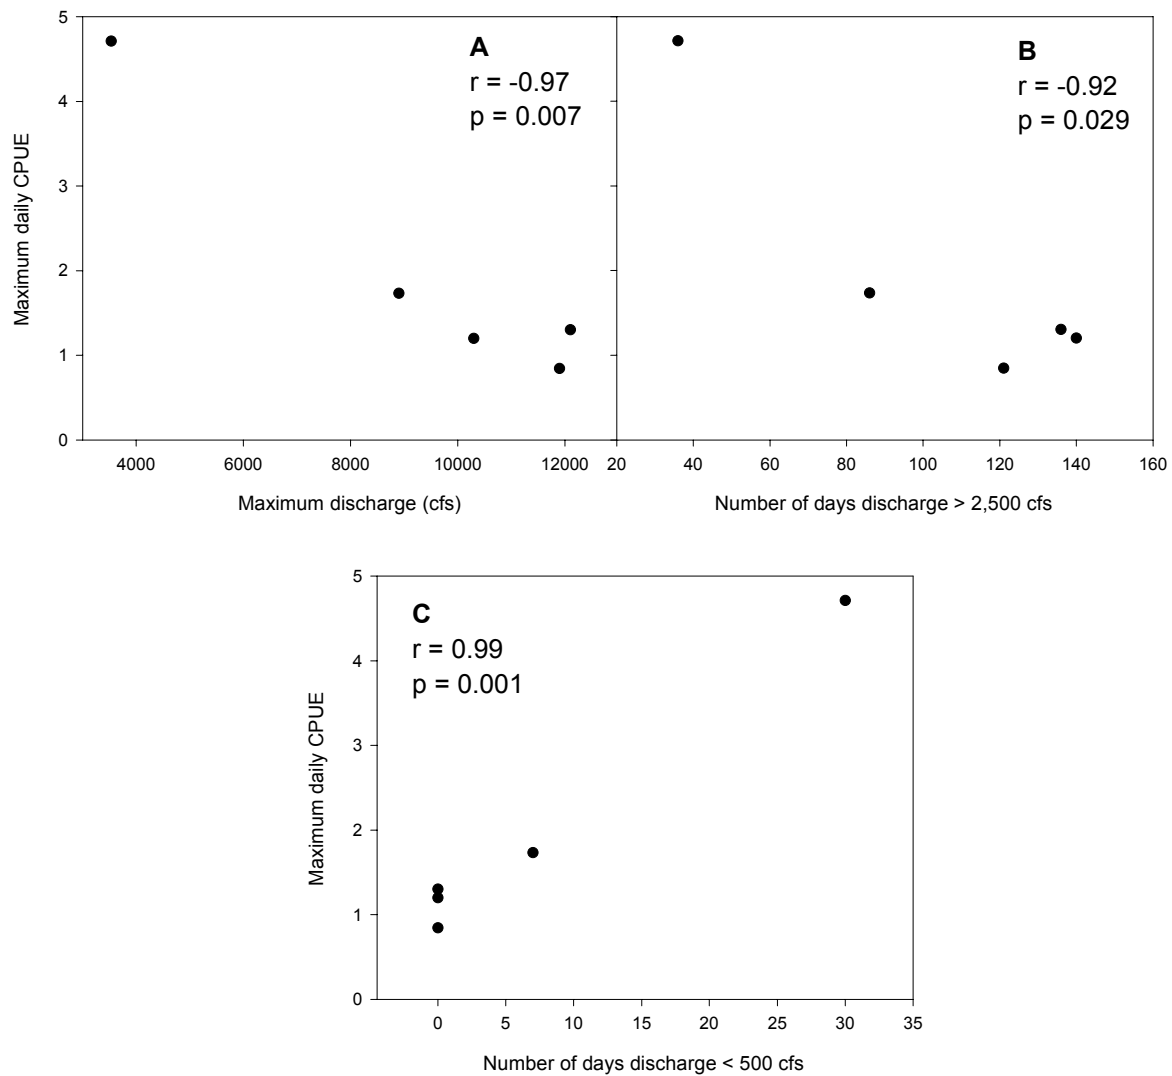 5
4
3
2
1
0
Maximum daily CPUE
A
r = -0.97
p = 0.007
4000 6000 8000 10000 12000
Maximum discharge (cfs)
B
r = -0.92
p = 0.029
20 40 60 80 100 120 140 160
Number of days discharge > 2,500 cfs
5
4
3
2
1
0
Maximum daily CPUE
C
r = 0.99
p = 0.001
0 5 10 15 20 25 30 35
Number of days discharge < 500 cfs